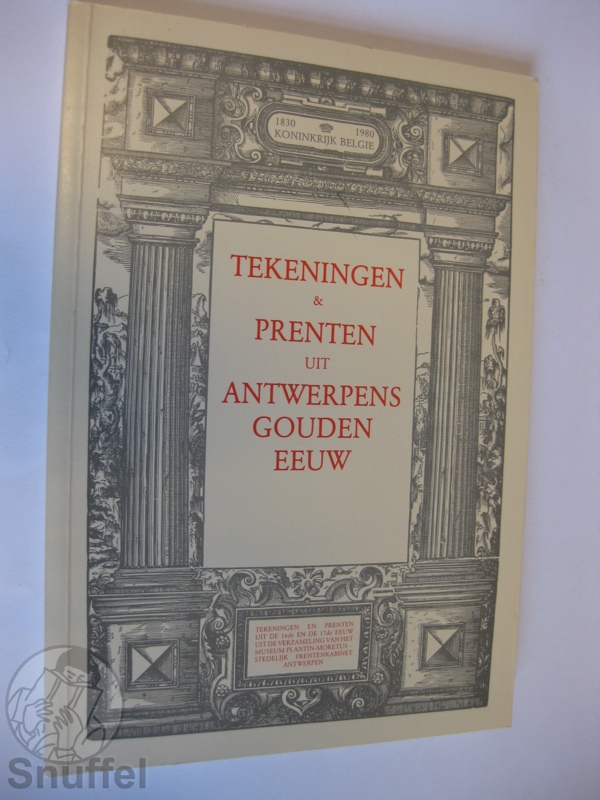 1830 1980
KONINKRIJK BELGIE
TEKENINGEN
&
PRENTEN
UIT
ANTWERPENS
GOUDEN
EEUW
TEKENINGEN EN PRENTEN
UIT DE 16de EN DE 17de EEUW
UIT DE VERZAMELING VAN HET
MUSEUM PLANTIN-MORETUS–
STEDELIJK PRENTENKABINET
ANTWERPEN
Snuffel